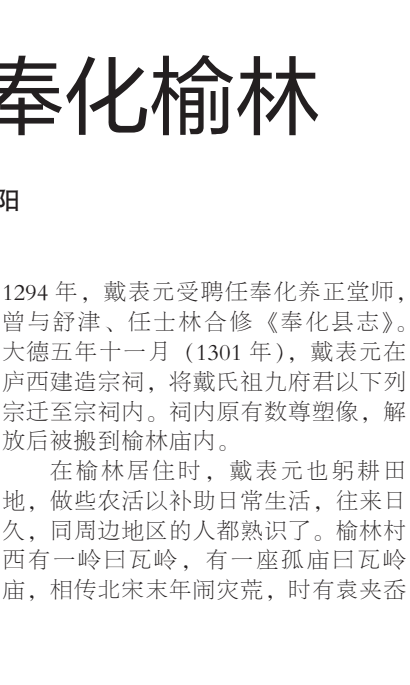 奉化榆林
阳
1294 年，戴表元受聘任奉化养正堂师，
曾与舒津、任士林合修《奉化县志》。
大德五年十一月（1301 年），戴表元在
庐西建造宗祠，将戴氏祖九府君以下列
宗迁至宗祠内。祠内原有数尊塑像，解
放后被搬到榆林庙内。
在榆林居住时，戴表元也躬耕田
地，做些农活以补助日常生活，往来日
久，同周边地区的人都熟识了。榆林村
西有一岭曰瓦岭，有一座孤庙曰瓦岭
庙，相传北宋末年闹灾荒，时有袁夹岙